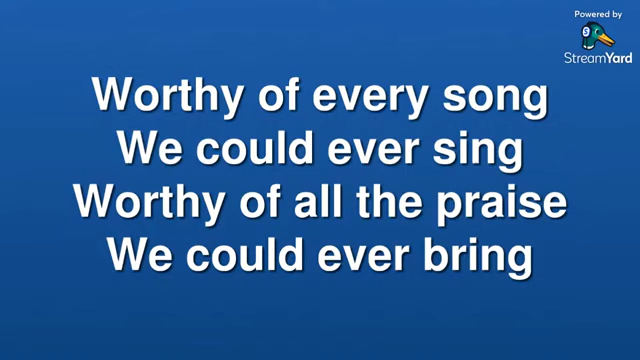 Powered by
StreamYard
Worthy of every song
We could ever sing
Worthy of all the praise
We could ever bring